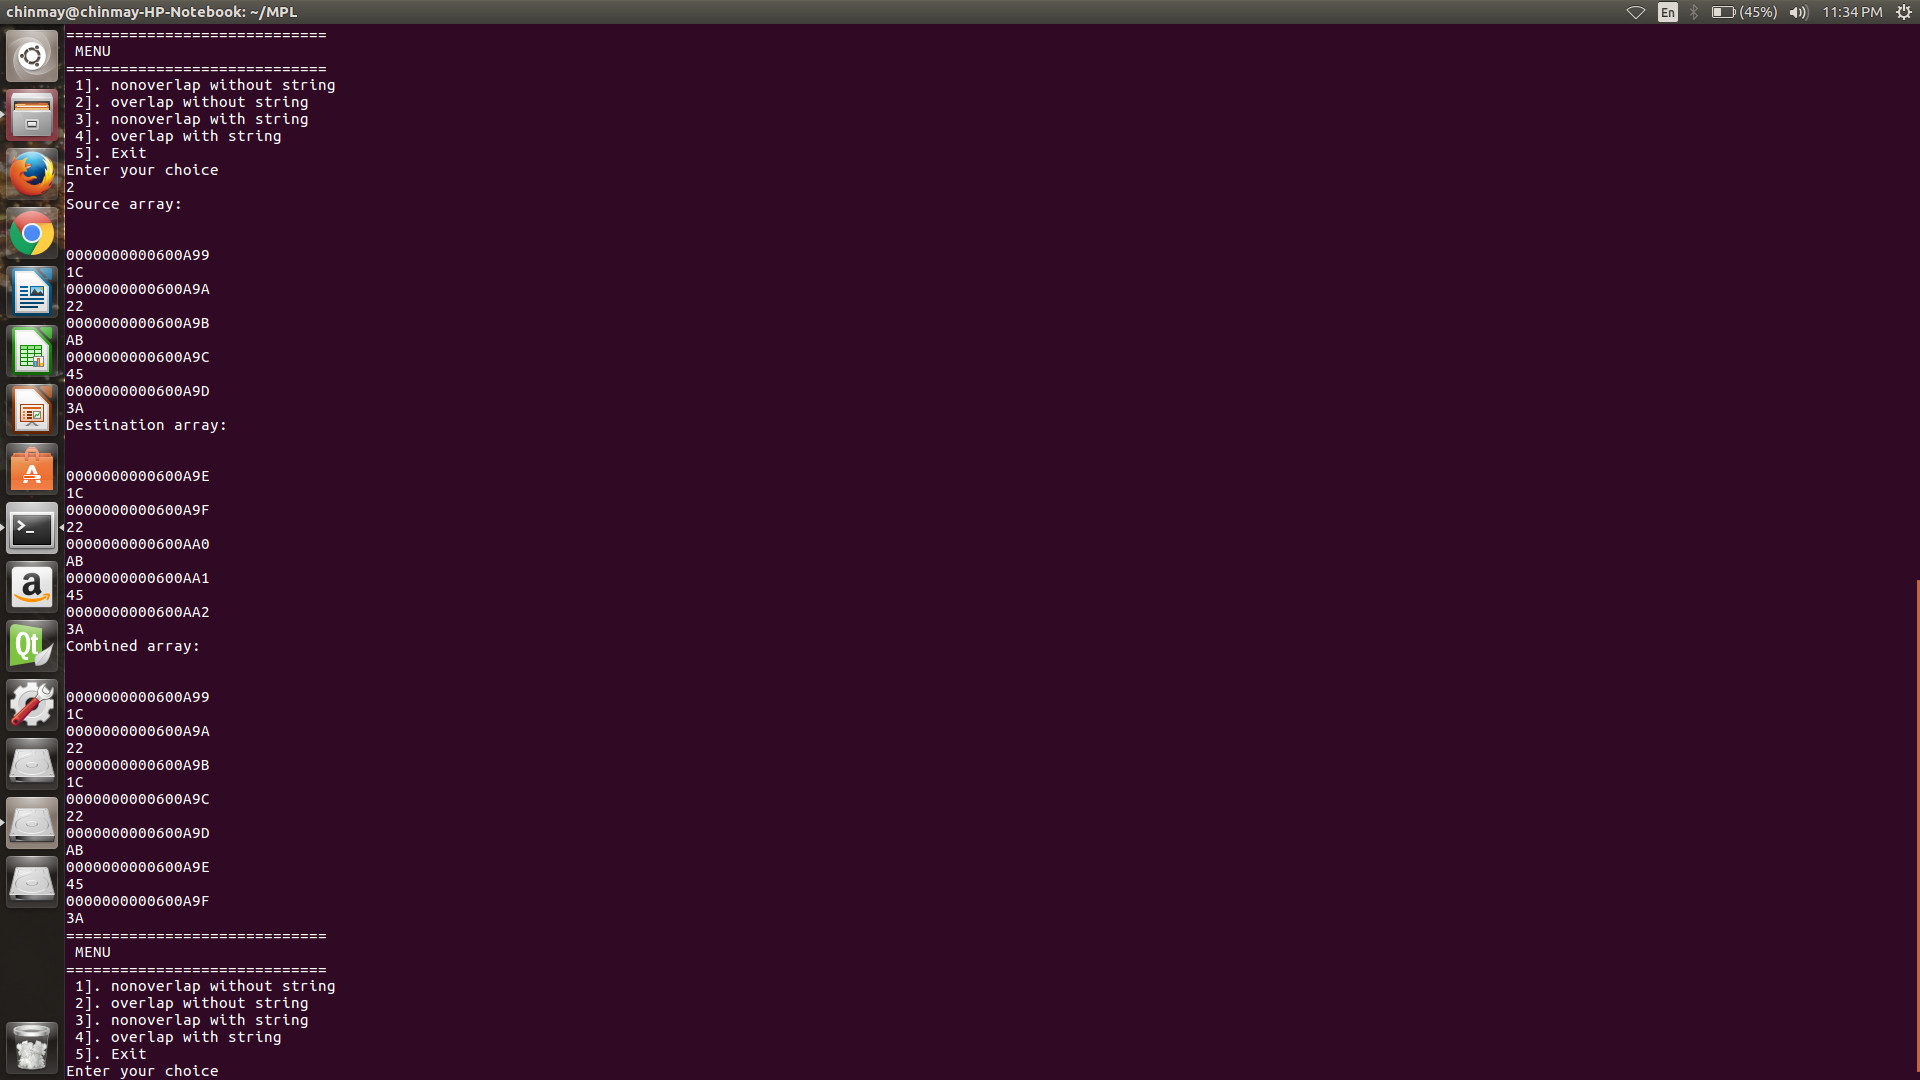 chinmay@chinmay-HP-Notebook: ~/MPL
En
(45%)
11:34 PM
=============================
MENU
=============================
1]. nonoverlap without string
2]. overlap without string
3]. nonoverlap with string
4]. overlap with string
5]. Exit
Enter your choice
2
Source array:
0000000000600A99
1C
0000000000600A9A
22
0000000000600A9B
AB
0000000000600A9C
45
0000000000600A9D
3A
Destination array:
0000000000600A9E
1C
0000000000600A9F
22
0000000000600AA0
AB
0000000000600AA1
45
0000000000600AA2
3A
Combined array:
0000000000600A99
1C
0000000000600A9A
22
0000000000600A9B
1C
0000000000600A9C
22
0000000000600A9D
AB
0000000000600A9E
45
0000000000600A9F
3A
=============================
MENU
=============================
1]. nonoverlap without string
2]. overlap without string
3]. nonoverlap with string
4]. overlap with string
5]. Exit
Enter your choice
A
>_
a
Qt